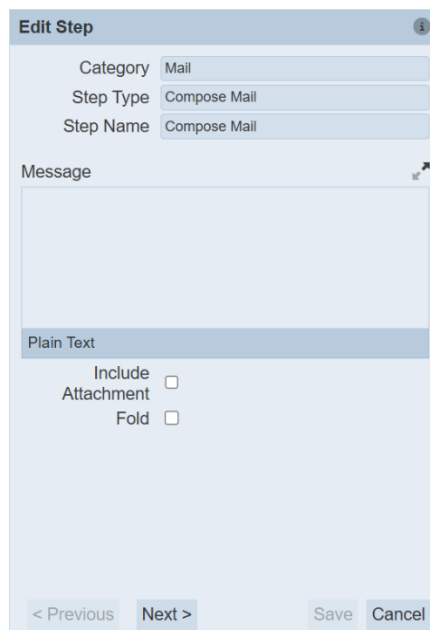 Edit Step
Category Mail
Step Type Compose Mail
Step Name Compose Mail
Message
Plain Text
Include
Attachment
Fold
< Previous Next > Save Cancel